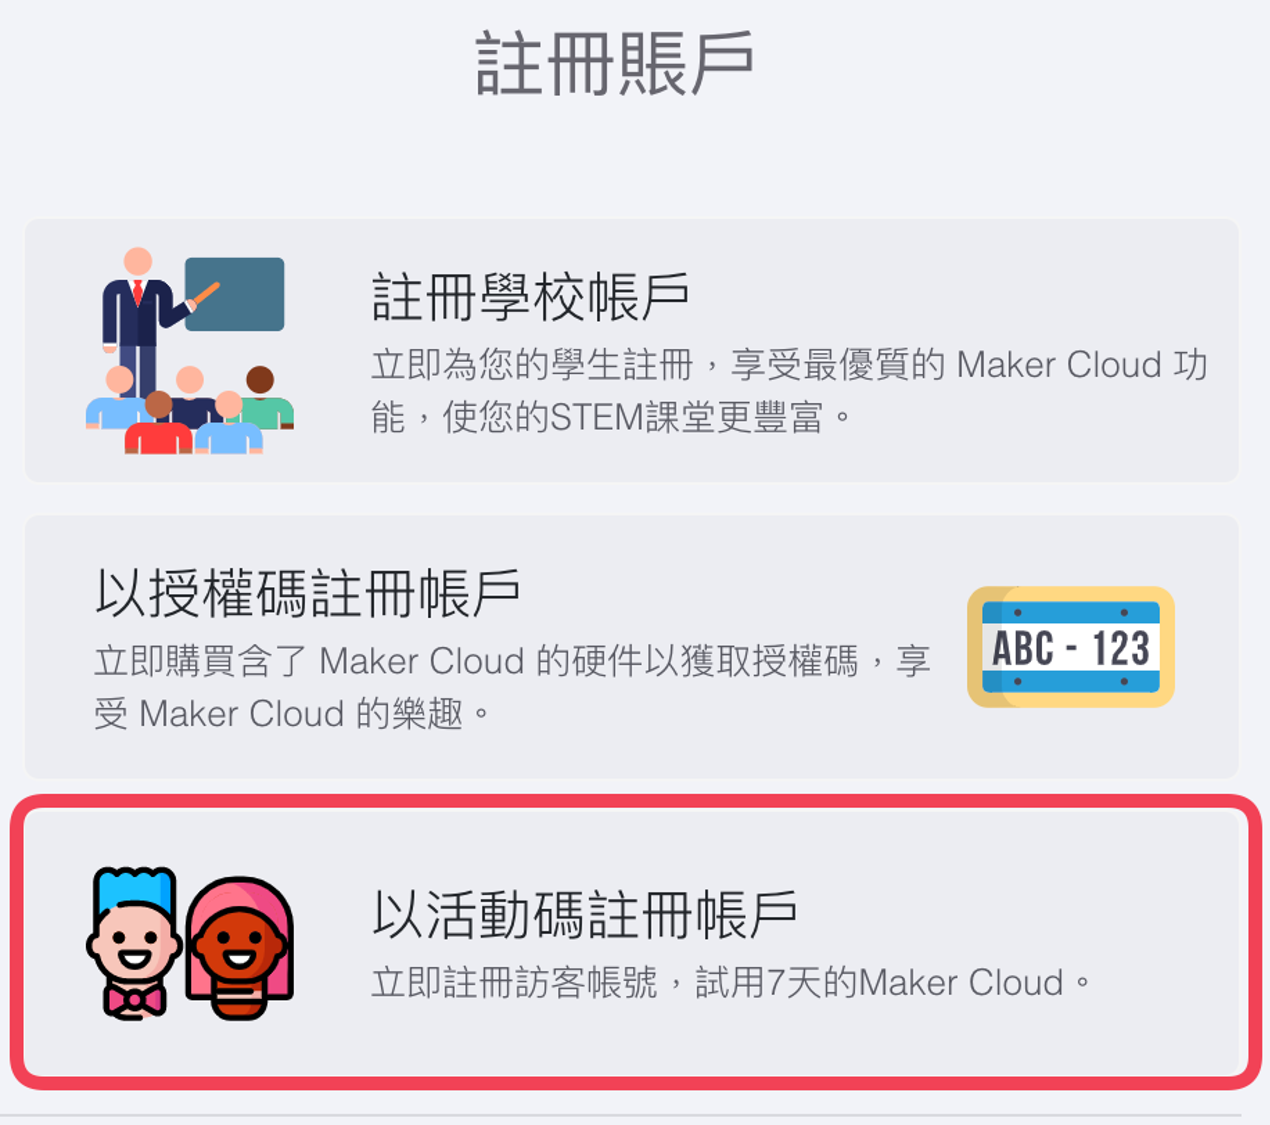 註冊賬戶
註冊學校帳戶
立即為您的學生註冊，享受最優質的 Maker Cloud 功
能，使您的STEM課堂更豐富。
以授權碼註冊帳戶
立即購買含了 Maker Cloud 的硬件以獲取授權碼，享
受 Maker Cloud 的樂趣。
ABC - 123
以活動碼註冊帳戶
立即註冊訪客帳號，試用7天的Maker Cloud。